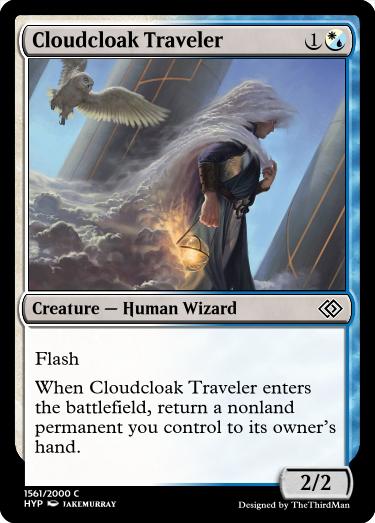 Cloudcloak Traveler 1
Creature — Human Wizard
Flash
When Cloudcloak Traveler enters
the battlefield, return a nonland
permanent you control to its owner's
hand.
2/2
1561/2000 C
HYP JAKEMURRAY Designed by TheThirdMan